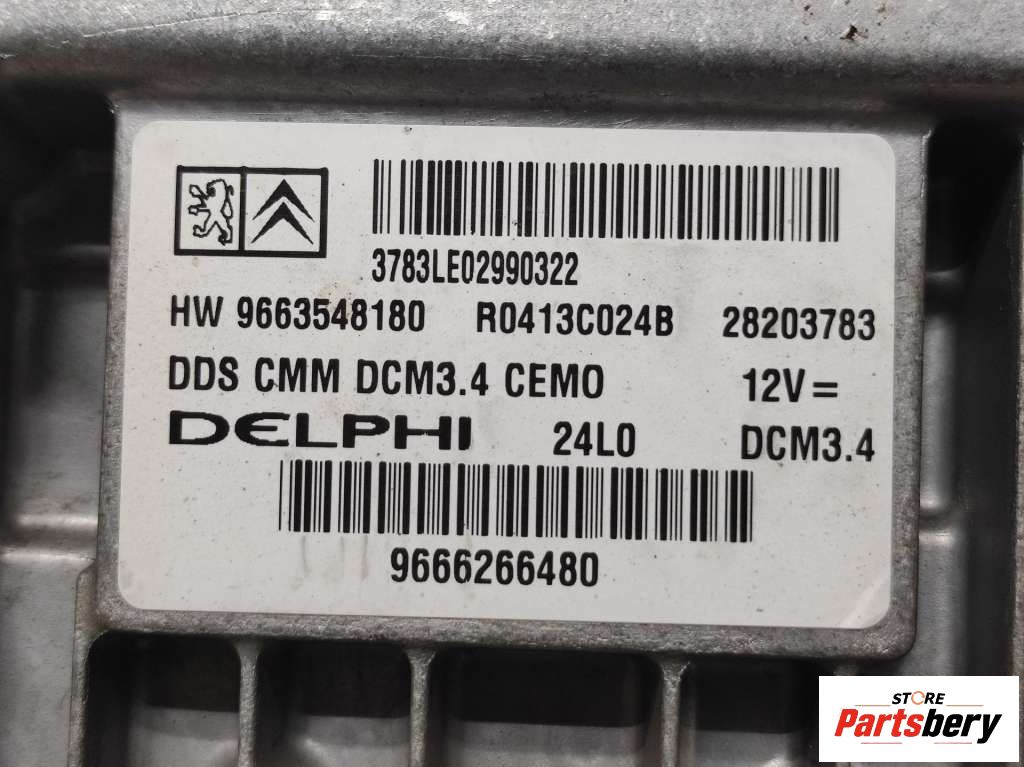 3783LE02990322
HW 9663548180 R0413C024B 28203783
DDS CMM DCM3.4 CEMO 12V=
DELPHI 24L0 DCM3.4
9666266480
STORE
Partsbery